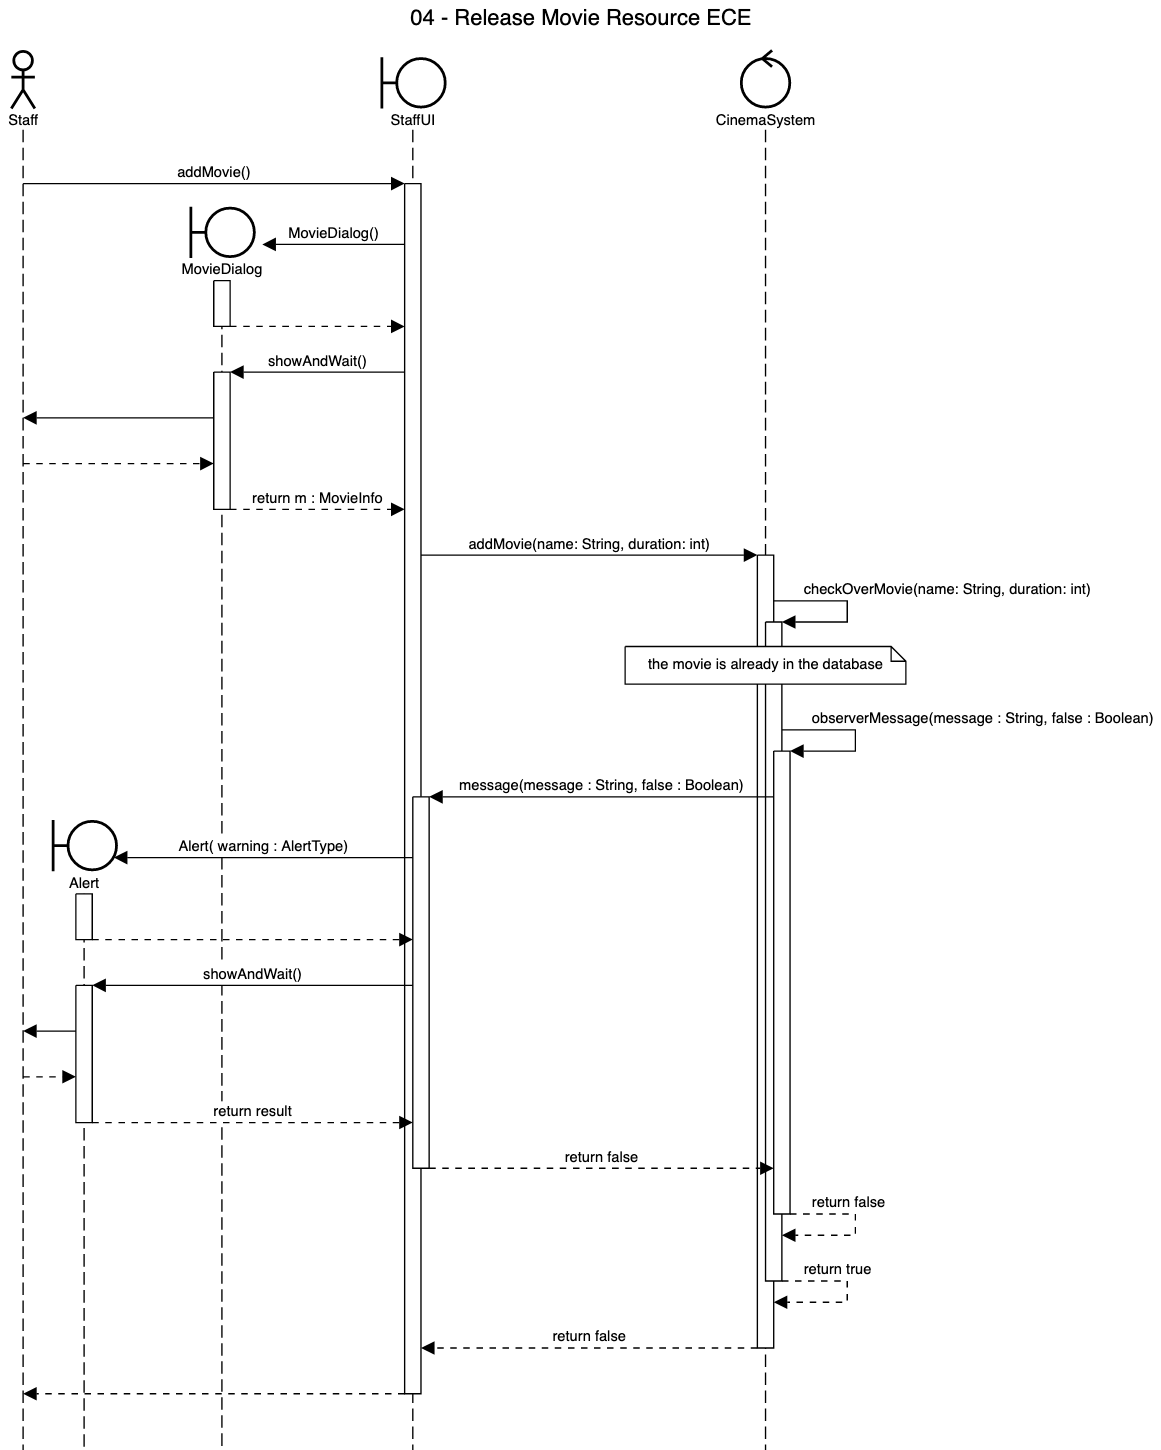 04 - Release Movie Resource ECE
Staff
StaffUI
CinemaSystem
addMovie()
MovieDialog()
MovieDialog
showAndWait()
return m : MovieInfo
addMovie(name: String, duration: int)
checkOverMovie(name: String, duration: int)
the movie is already in the database
observerMessage(message : String, false : Boolean)
message(message : String, false : Boolean)
Alert( warning : AlertType)
Alert
showAndWait()
return result
return false
return false
return true
return false